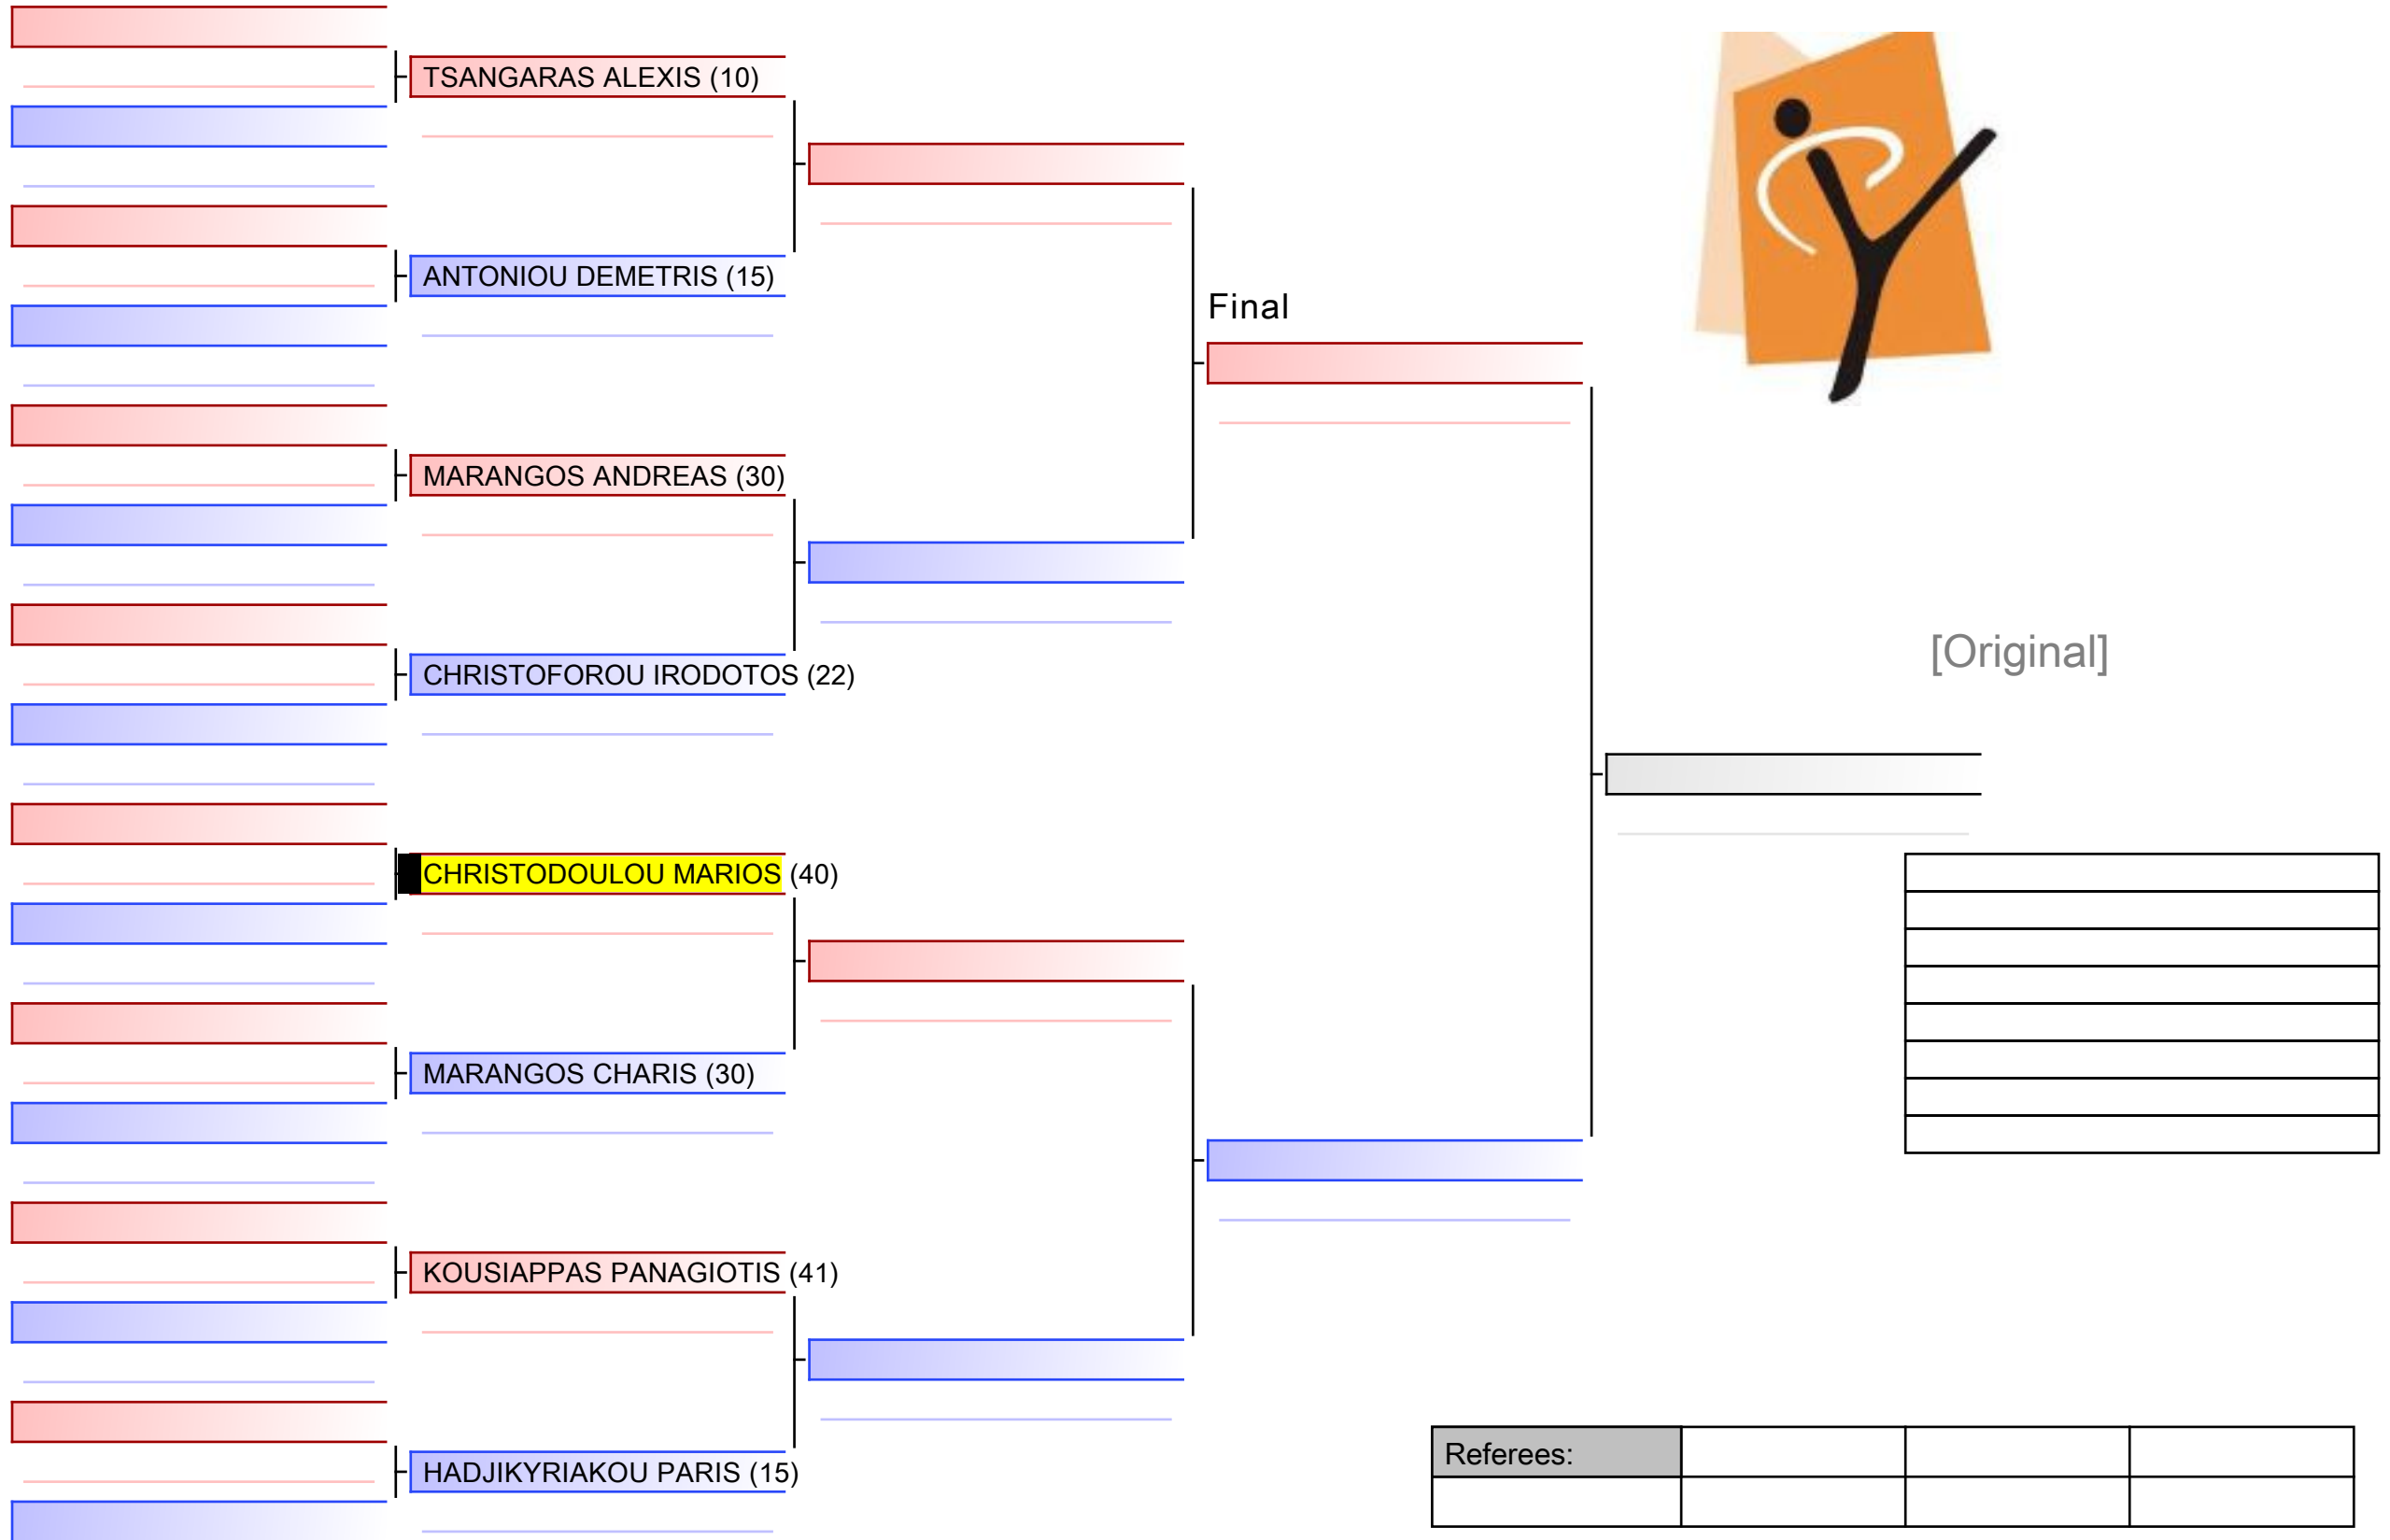 TSANGARAS ALEXIS (10)
ANTONIOU DEMETRIS (15)
Final
MARANGOS ANDREAS (30)
[Original]
CHRISTOFOROU IRODOTOS (22)
CHRISTODOULOU MARIOS (40)
MARANGOS CHARIS (30)
KOUSIAPPAS PANAGIOTIS (41)
Referees:
HADJIKYRIAKOU PARIS (15)